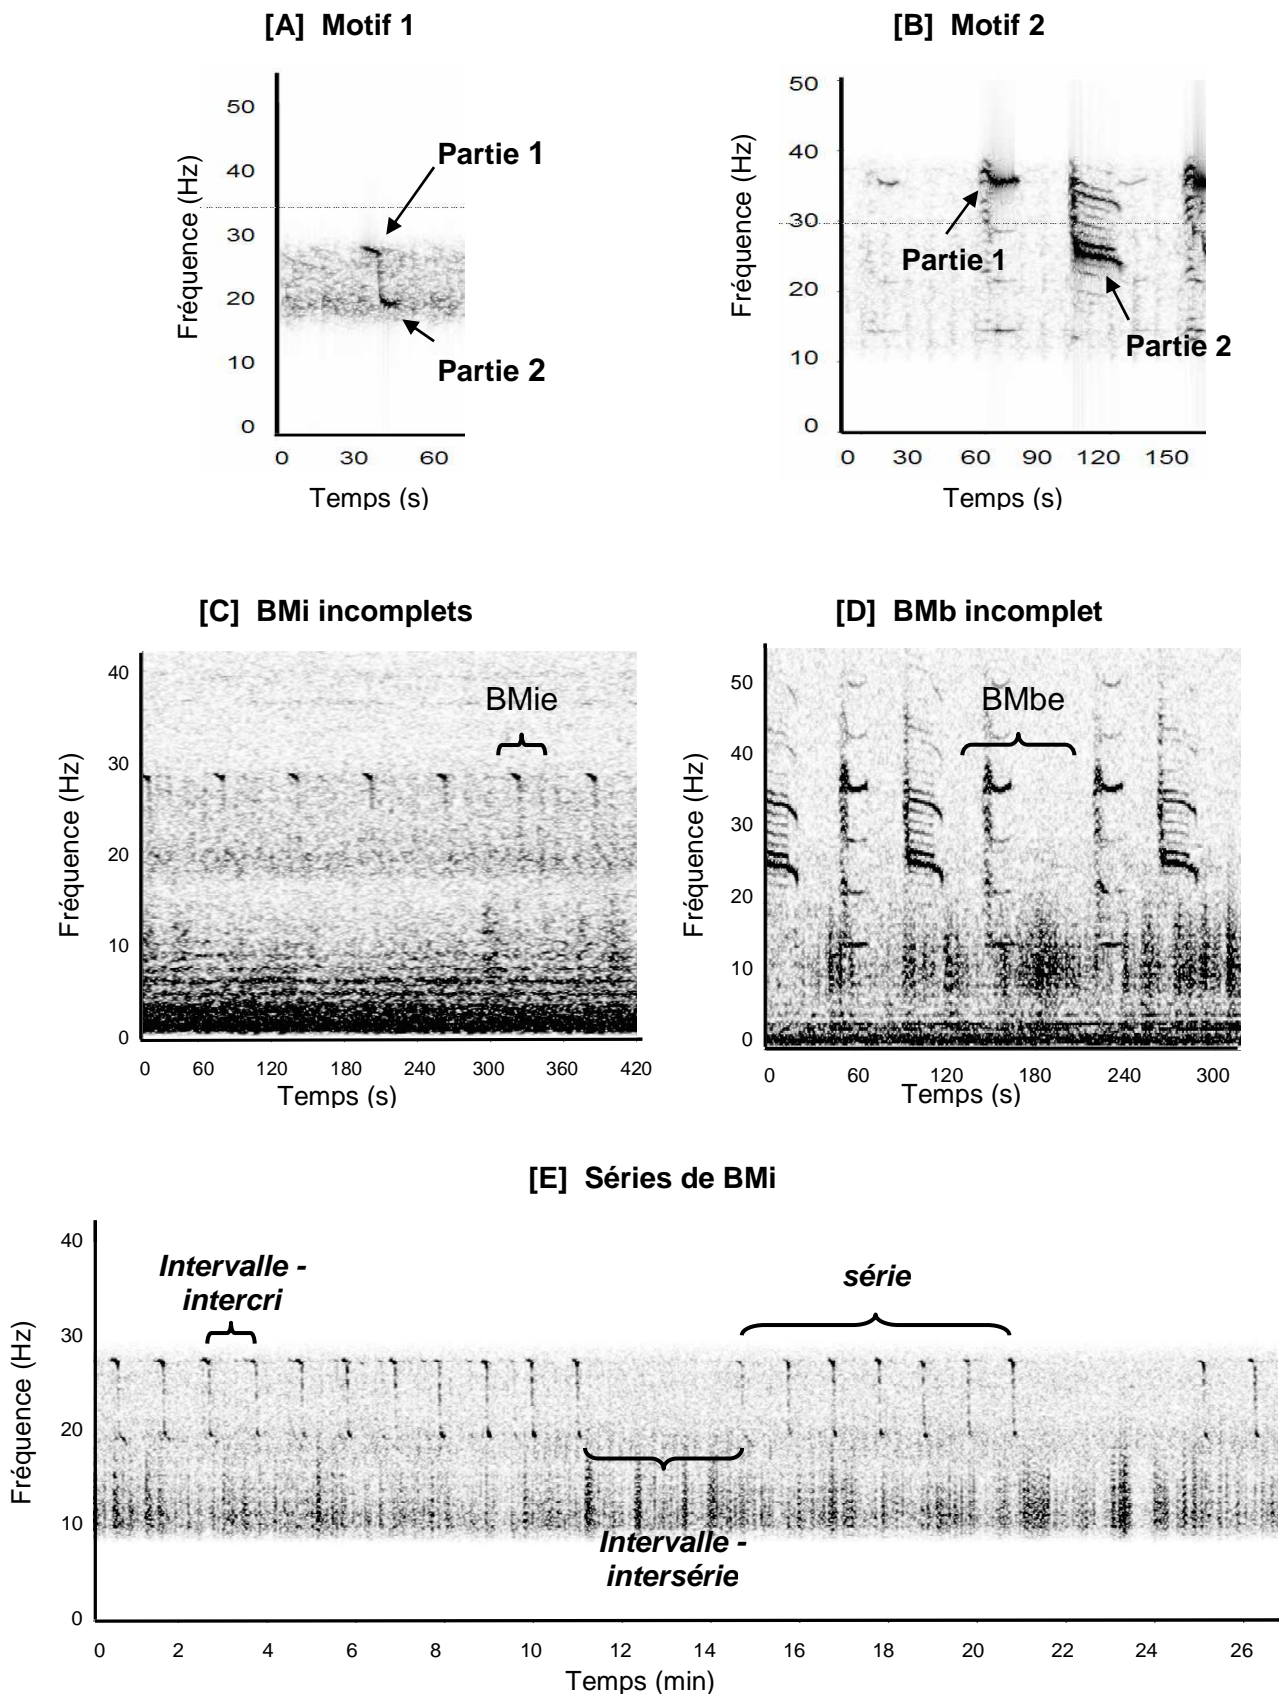 [A] Motif 1
50
40
30
20
10
0
Fréquence (Hz)
Partie 1
Partie 2
0 30 60
Temps (s)
[B] Motif 2
50
40
30
20
10
0
Fréquence (Hz)
Partie 1
Partie 2
0 30 60 90 120 150
Temps (s)
[C] BMi incomplets
40
30
20
10
0
Fréquence (Hz)
BMie
0 60 120 180 240 300 360 420
Temps (s)
[D] BMb incomplet
50
40
30
20
10
0
Fréquence (Hz)
BMbe
0 60 120 180 240 300
Temps (s)
[E] Séries de BMi
40
30
20
10
0
Fréquence (Hz)
Intervalle -
intercri
série
Intervalle -
intersérie
0 2 4 6 8 10 12 14 16 18 20 22 24 26
Temps (min)